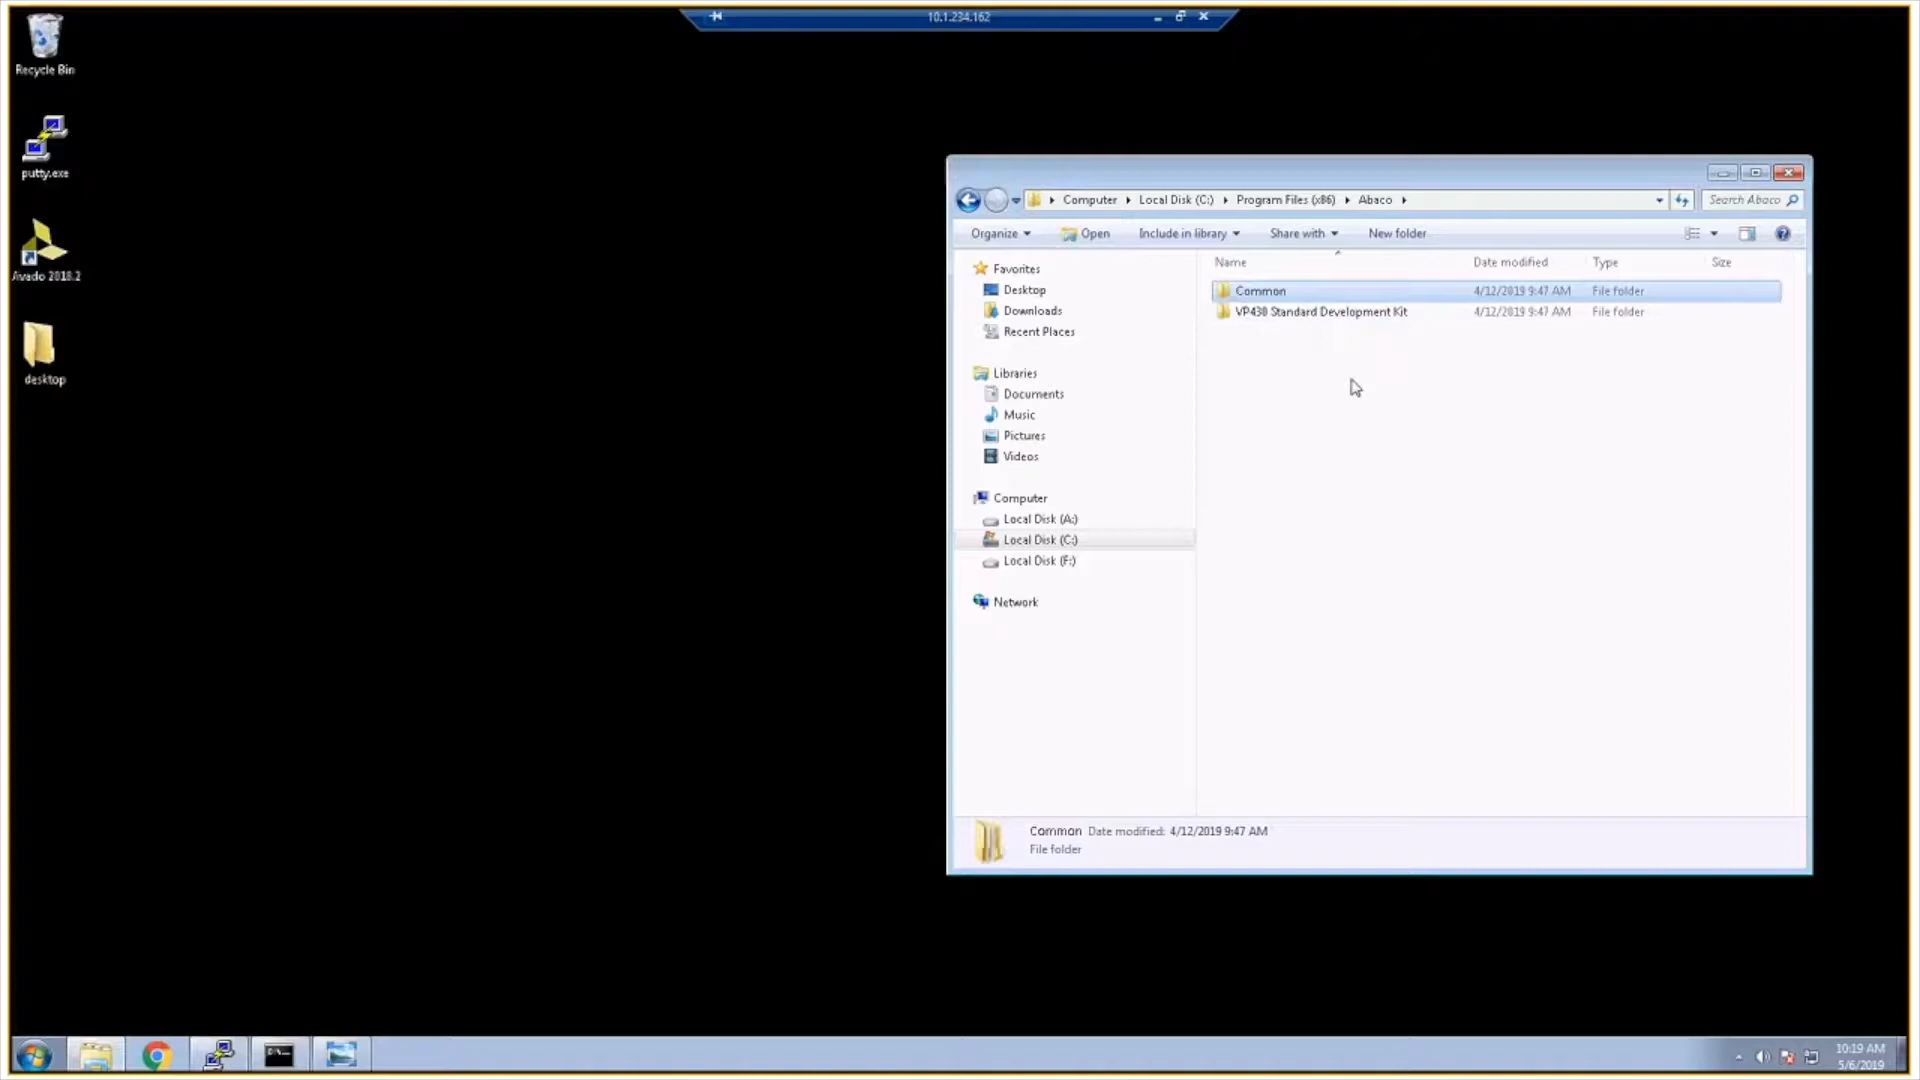 10.1.234.162
Recycle Bin
putty.exe
Avado 2018.2
desktop
Computer Local Disk (C:) Program Files (x86) Abaco
Search Abaco
Organize Open Include in library Share with New folder
Name Date modified Type Size
Common 4/12/2019 9:47 AM File folder
VP430 Standard Development Kit 4/12/2019 9:47 AM File folder
Favorites
Desktop
Downloads
Recent Places
Libraries
Documents
Music
Pictures
Videos
Computer
Local Disk (A:)
Local Disk (C:)
Local Disk (F:)
Network
Common Date modified: 4/12/2019 9:47 AM
File folder
10:19 AM
5/6/2019